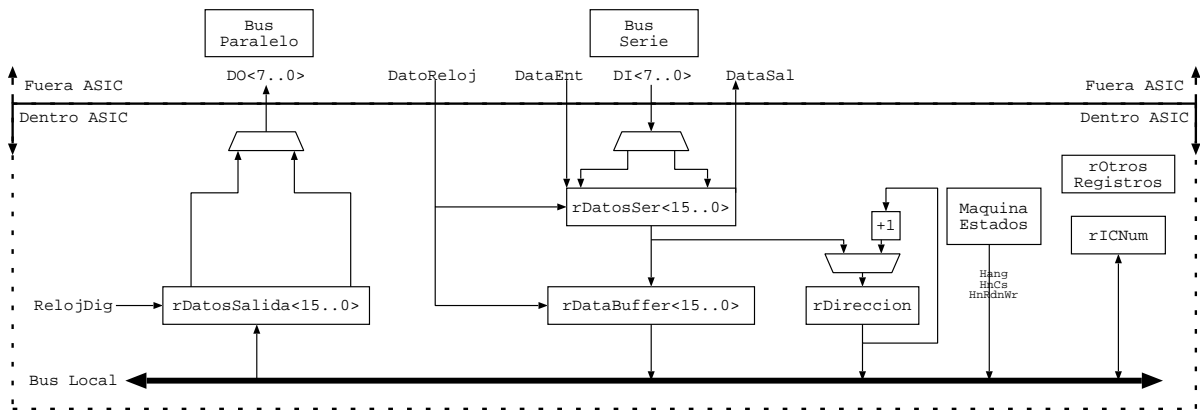 Bus
Paralelo
Bus
Serie
DO<7..0>
DatoReloj
DataEnt
DI<7..0>
DataSal
Fuera ASIC
Fuera ASIC
Dentro ASIC
Dentro ASIC
rOtros
Registros
rDatosSer<15..0>
+1
Maquina
Estados
rICNum
Hang
HnCs
HnRdnWr
RelojDig
rDatosSalida<15..0>
rDataBuffer<15..0>
rDireccion
Bus Local